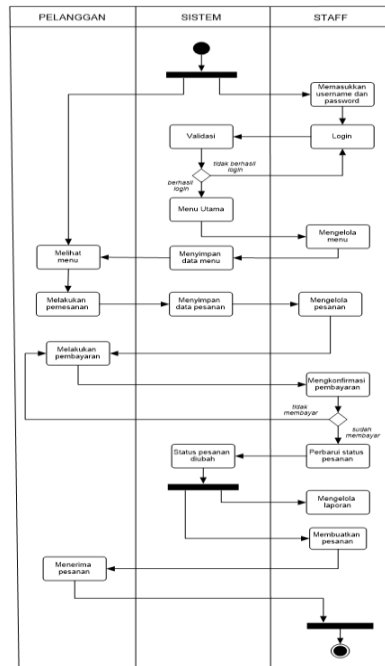 PELANGGAN
SISTEM
STAFF
Memasukkan
username dan
password
Validasi
Login
tidak berhasil
login
berhasil
login
Menu Utama
Mengelola
menu
Melihat
menu
Menyimpan
data menu
Melakukan
pemesanan
Menyimpan
data pesanan
Mengelola
pesanan
Melakukan
pembayaran
Mengkonfirmasi
pembayaran
tidak
membayar
sudah
membayar
Status pesanan
diubah
Perbarui status
pesanan
Mengelola
laporan
Membuatkan
pesanan
Menerima
pesanan